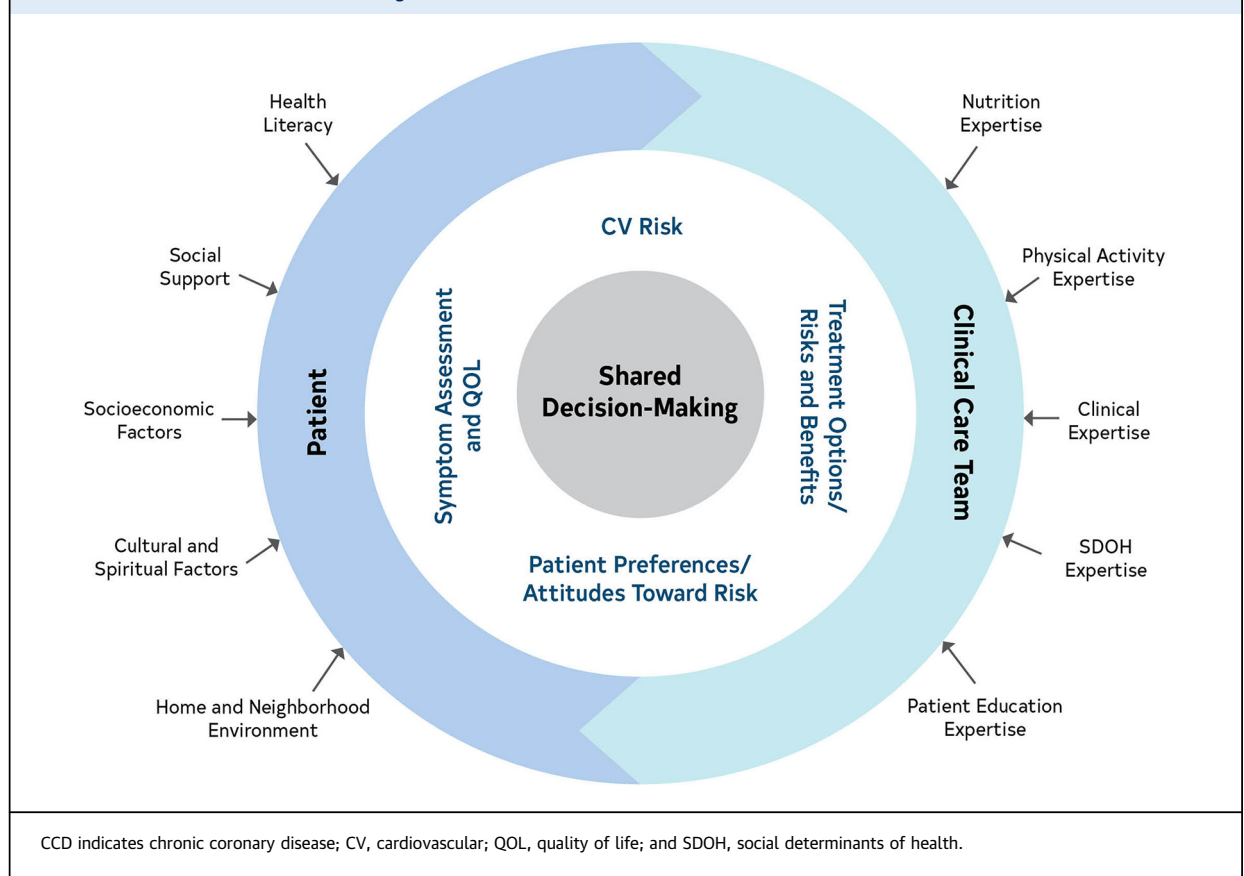 Health
Literacy
Social
Support
Socioeconomic
Factors
Cultural and
Spiritual Factors
Home and Neighborhood
Environment
Patient
CV Risk
Symptom Assessment
and QOL
Shared
Decision-Making
Treatment Options/
Risks and Benefits
Patient Preferences/
Attitudes Toward Risk
Clinical Care Team
Nutrition
Expertise
Physical Activity
Expertise
Clinical
Expertise
SDOH
Expertise
Patient Education
Expertise
CCD indicates chronic coronary disease; CV, cardiovascular; QOL, quality of life; and SDOH, social determinants of health.